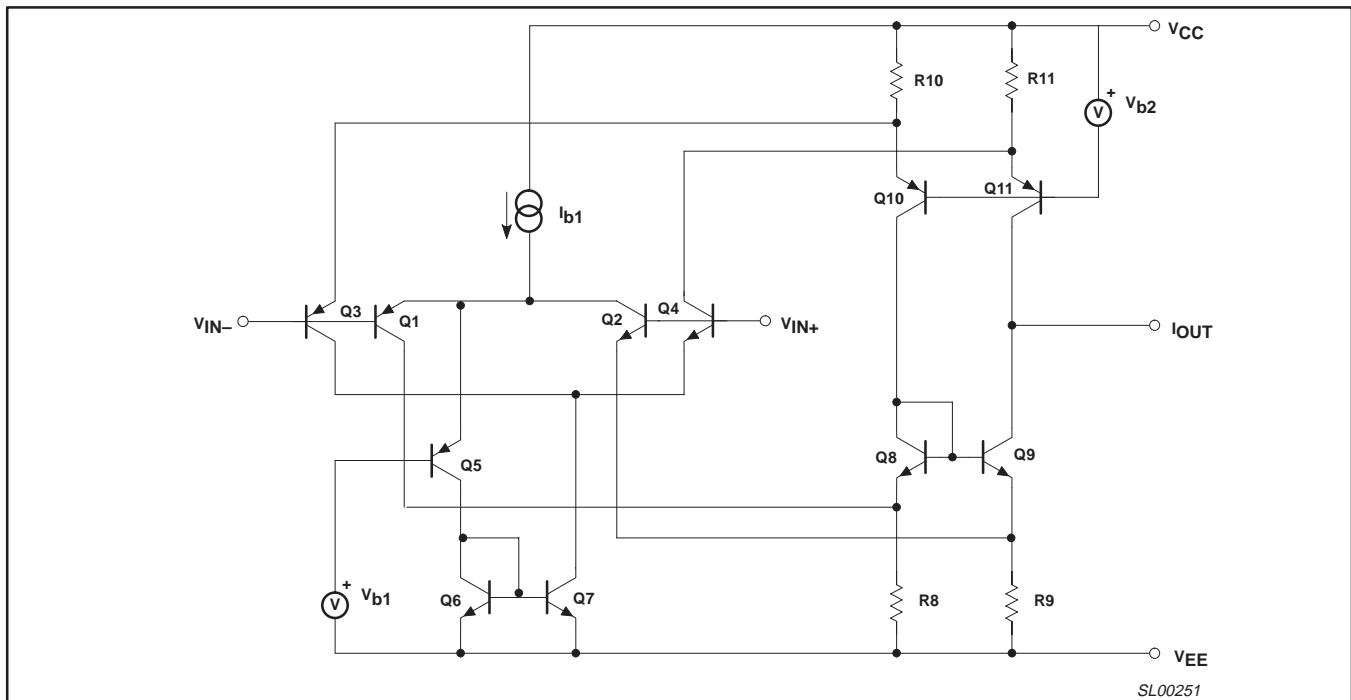 VCC
R10
R11
+
V
Vb2
Q10
Q11
Ib1
VIN–
Q3
Q1
Q2
Q4
VIN+
IOUT
Q5
Q8
Q9
+
V
Vb1
Q6
Q7
R8
R9
VEE
SL00251